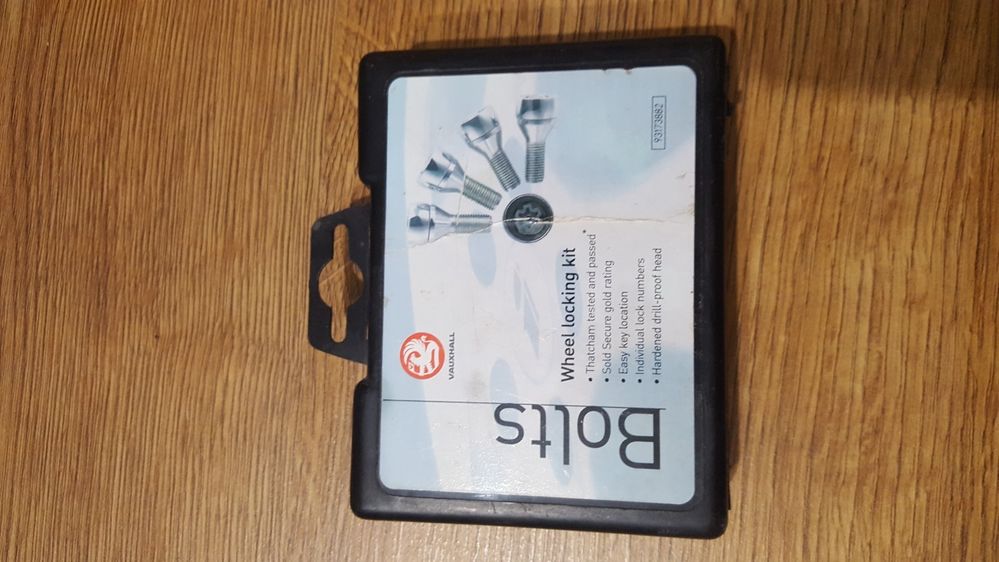 VAUXHALL
93173882
Bolts
Wheel locking kit
• Thatcham tested and passed*
• Sold Secure gold rating
• Easy key location
• Individual lock numbers
• Hardened drill-proof head